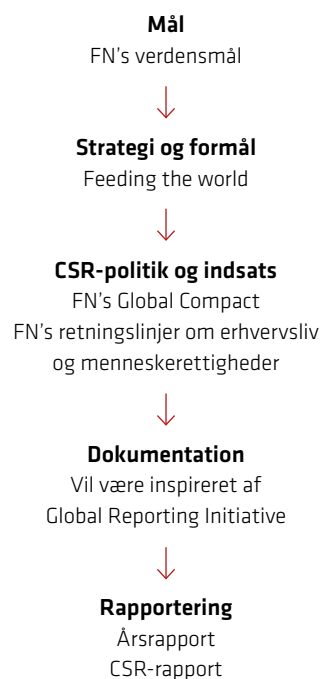 Mål
FN's verdensmål
Strategi og formål
Feeding the world
CSR-politik og indsats
FN's Global Compact
FN's retningslinjer om erhvervsliv
og menneskerettigheder
Dokumentation
Vil være inspireret af
Global Reporting Initiative
Rapportering
Årsrapport
CSR-rapport